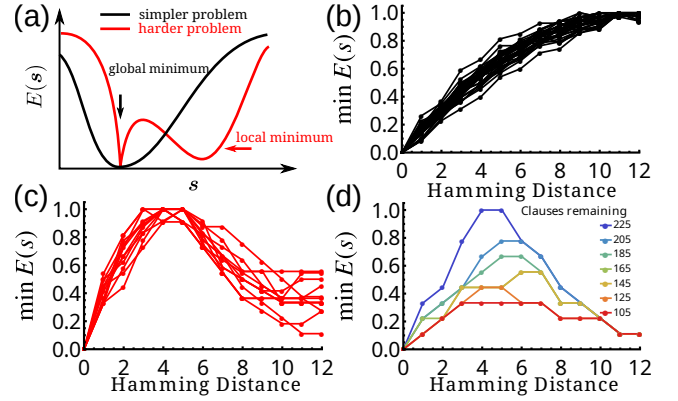 (a)
simpler problem
harder problem
global minimum
local minimum
E(s)
s
(b)
min E(s)
1.0
0.8
0.6
0.4
0.2
0.0
0 2 4 6 8 10 12
Hamming Distance
(c)
min E(s)
1.0
0.8
0.6
0.4
0.2
0.0
0 2 4 6 8 10 12
Hamming Distance
(d)
Clauses remaining
225
205
185
165
145
125
105
min E(s)
1.0
0.8
0.6
0.4
0.2
0.0
0 2 4 6 8 10 12
Hamming Distance